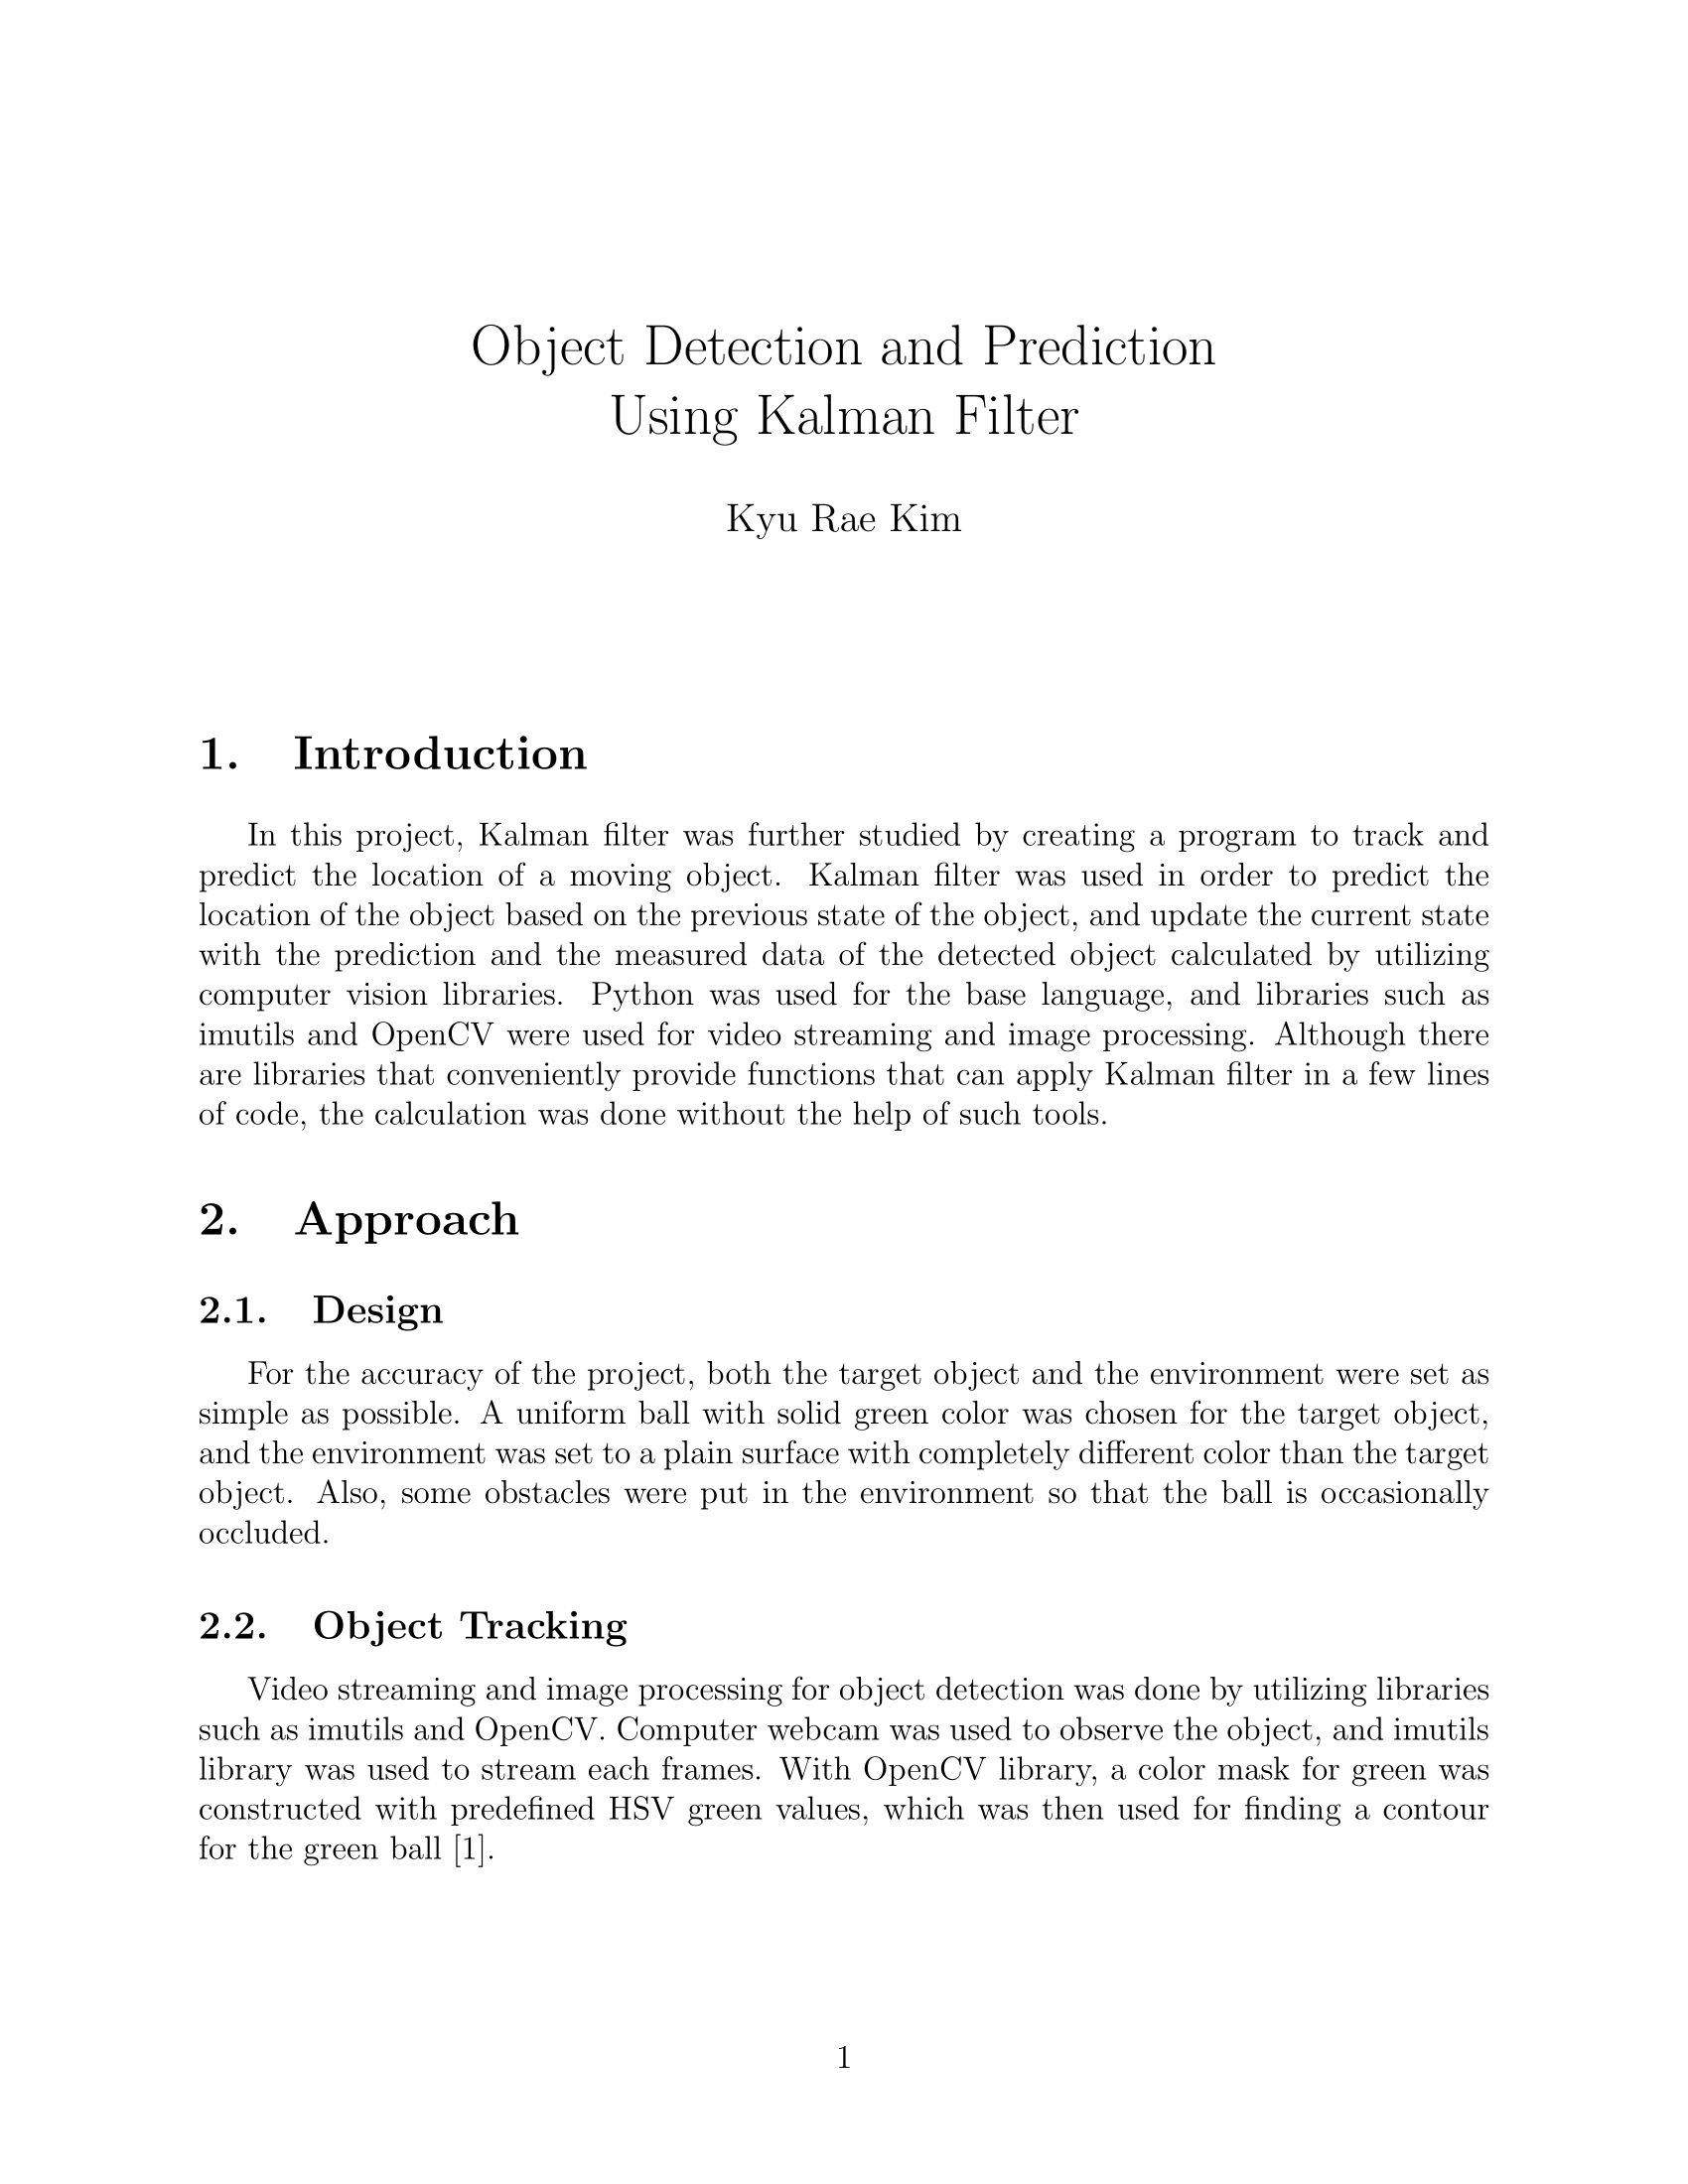 Object Detection and Prediction
Using Kalman Filter
Kyu Rae Kim
1. Introduction
In this project, Kalman filter was further studied by creating a program to track and
predict the location of a moving object. Kalman filter was used in order to predict the
location of the object based on the previous state of the object, and update the current state
with the prediction and the measured data of the detected object calculated by utilizing
computer vision libraries. Python was used for the base language, and libraries such as
imutils and OpenCV were used for video streaming and image processing. Although there
are libraries that conveniently provide functions that can apply Kalman filter in a few lines
of code, the calculation was done without the help of such tools.
2. Approach
2.1. Design
For the accuracy of the project, both the target object and the environment were set as
simple as possible. A uniform ball with solid green color was chosen for the target object,
and the environment was set to a plain surface with completely different color than the target
object. Also, some obstacles were put in the environment so that the ball is occasionally
occluded.
2.2. Object Tracking
Video streaming and image processing for object detection was done by utilizing libraries
such as imutils and OpenCV. Computer webcam was used to observe the object, and imutils
library was used to stream each frames. With OpenCV library, a color mask for green was
constructed with predefined HSV green values, which was then used for finding a contour
for the green ball [1].
1